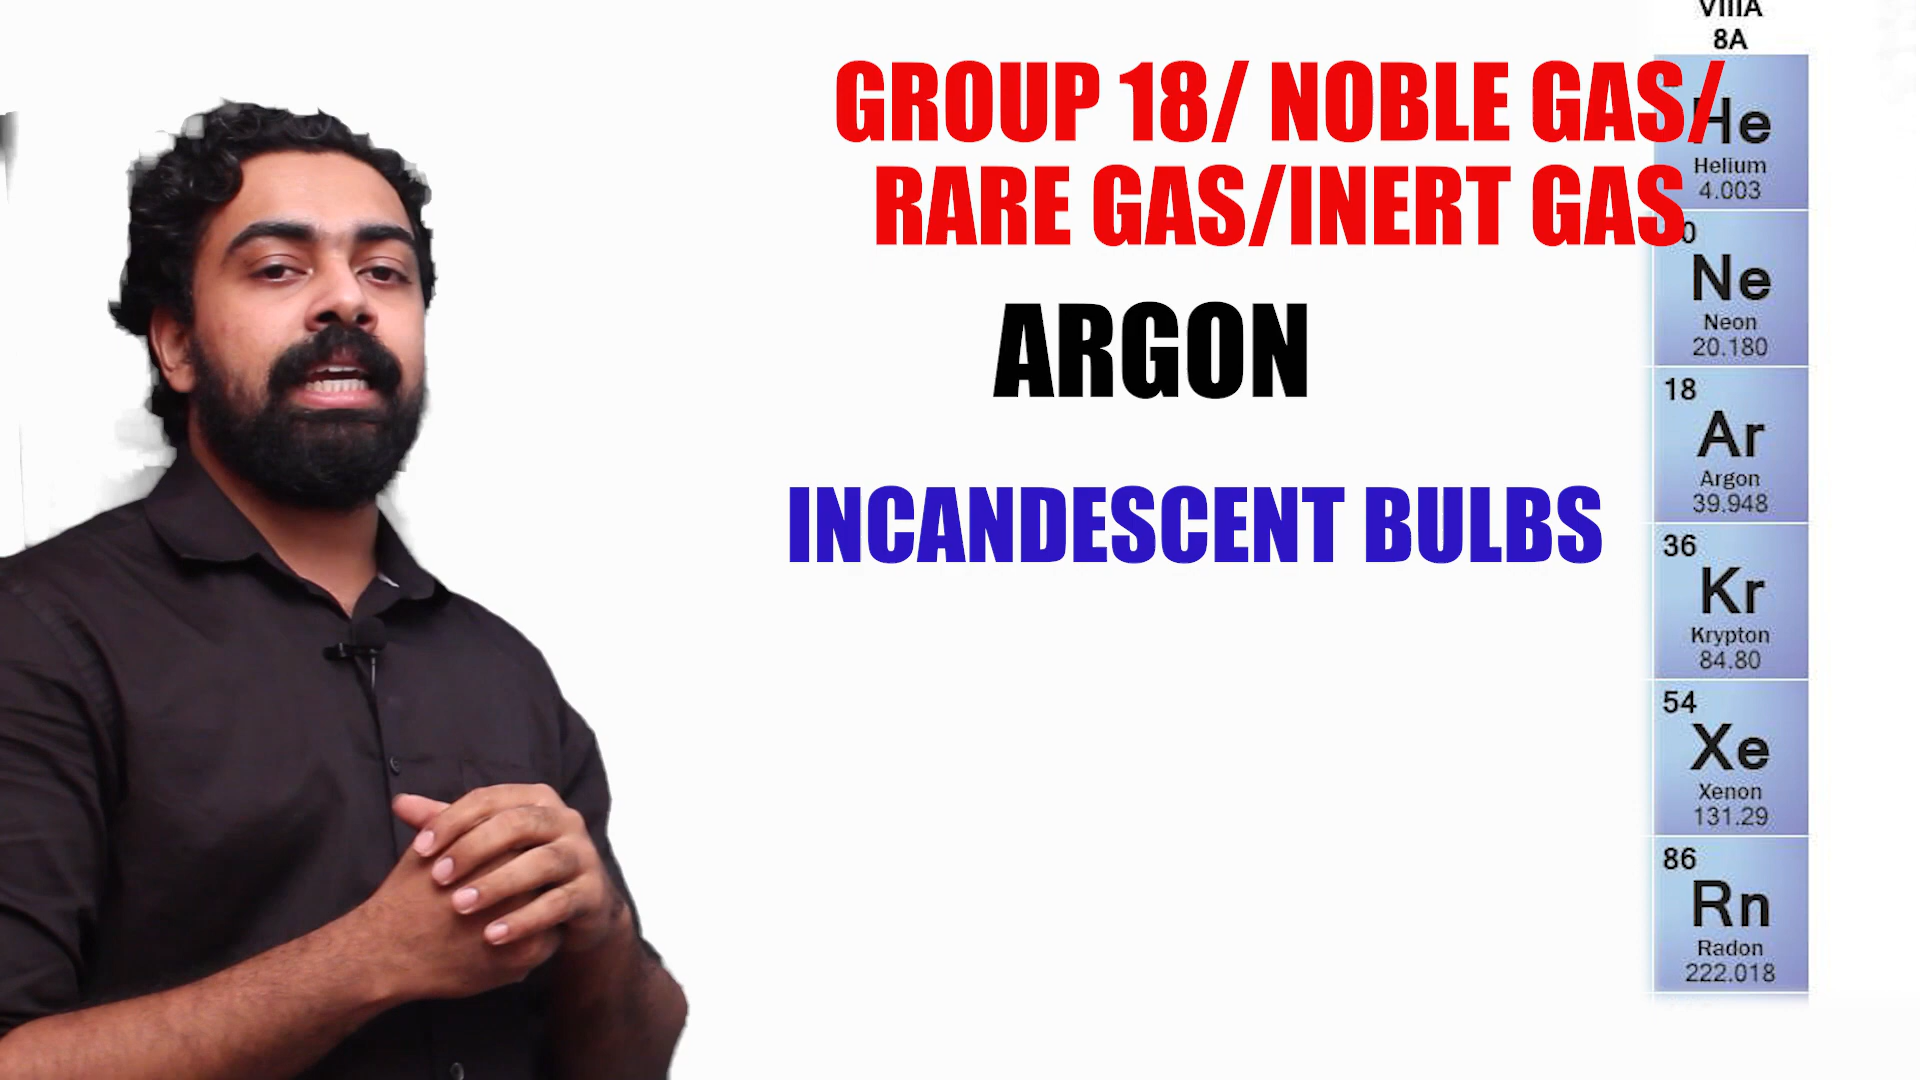 VIIIA
8A
GROUP 18/ NOBLE GAS/
RARE GAS/INERT GAS
ARGON
INCANDESCENT BULBS
He
Helium
4.003
0
Ne
Neon
20.180
18
Ar
Argon
39.948
36
Kr
Krypton
84.80
54
Xe
Xenon
131.29
86
Rn
Radon
222.018